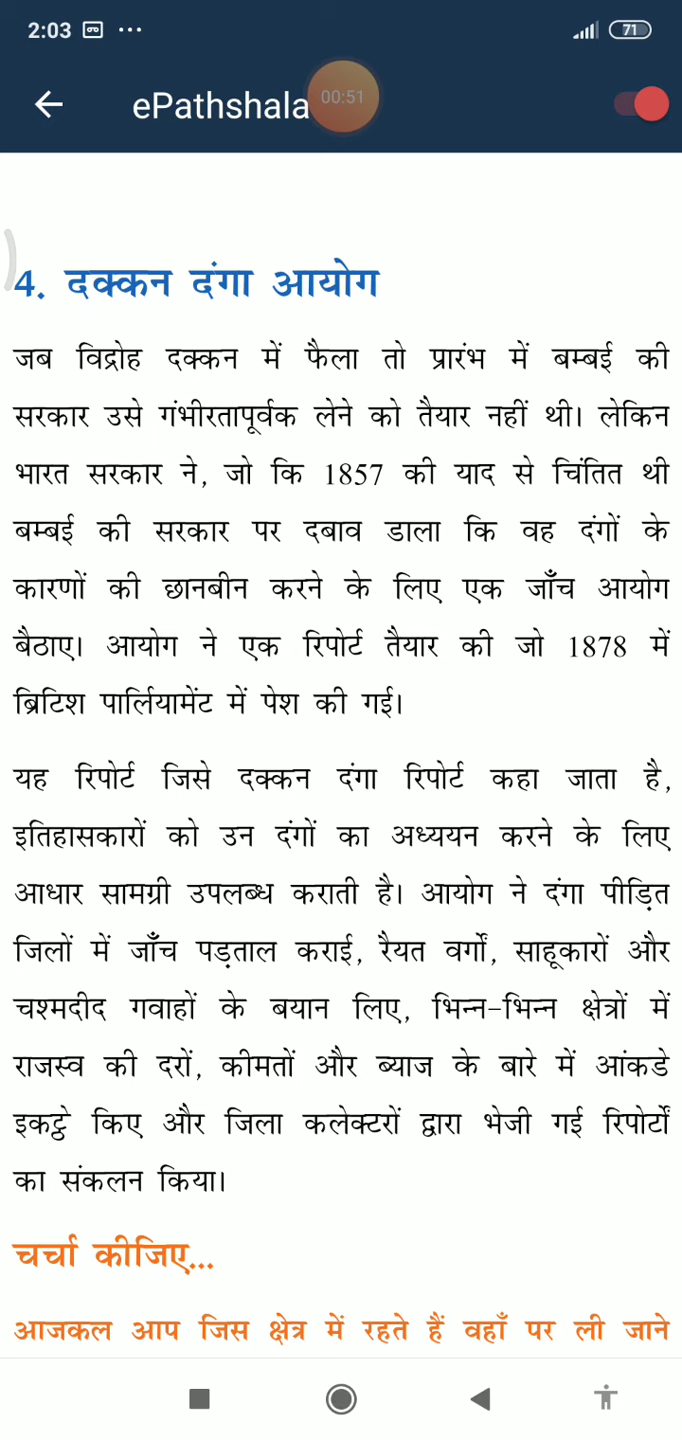 2:03
71
ePathshala
00:51
4. दक्कन दंगा आयोग
जब विद्रोह दक्कन में फैला तो प्रारंभ में बम्बई की
सरकार उसे गंभीरतापूर्वक लेने को तैयार नहीं थी। लेकिन
भारत सरकार ने, जो कि 1857 की याद से चिंतित थी
बम्बई की सरकार पर दबाव डाला कि वह दंगों के
कारणों की छानबीन करने के लिए एक जाँच आयोग
बैठाए। आयोग ने एक रिपोर्ट तैयार की जो 1878 में
ब्रिटिश पार्लियामेंट में पेश की गई।
यह रिपोर्ट जिसे दक्कन दंगा रिपोर्ट कहा जाता है,
इतिहासकारों को उन दंगों का अध्ययन करने के लिए
आधार सामग्री उपलब्ध कराती है। आयोग ने दंगा पीड़ित
जिलों में जाँच पड़ताल कराई, रैयत वर्गों, साहूकारों और
चश्मदीद गवाहों के बयान लिए, भिन्न-भिन्न क्षेत्रों में
राजस्व की दरों, कीमतों और ब्याज के बारे में आंकडे
इकट्ठे किए और जिला कलेक्टरों द्वारा भेजी गई रिपोर्टों
का संकलन किया।
चर्चा कीजिए...
आजकल आप जिस क्षेत्र में रहते हैं वहाँ पर ली जाने